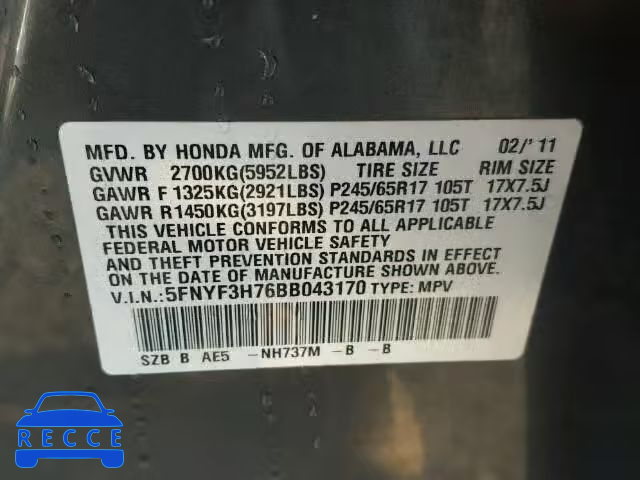 MFD. BY HONDA MFG. OF ALABAMA, LLC 02/'11
GVWR 2700KG(5952LBS) TIRE SIZE RIM SIZE
GAWR F 1325KG(2921LBS) P245/65R17 105T 17X7.5J
GAWR R1450KG(3197LBS) P245/65R17 105T 17X7.5J
THIS VEHICLE CONFORMS TO ALL APPLICABLE
FEDERAL MOTOR VEHICLE SAFETY
AND THEFT PREVENTION STANDARDS IN EFFECT
ON THE DATE OF MANUFACTURE SHOWN ABOVE.
V.I.N.:5FNYF3H76BB043170 TYPE: MPV
SZB B AE5 -NH737M -B -B
RECCE